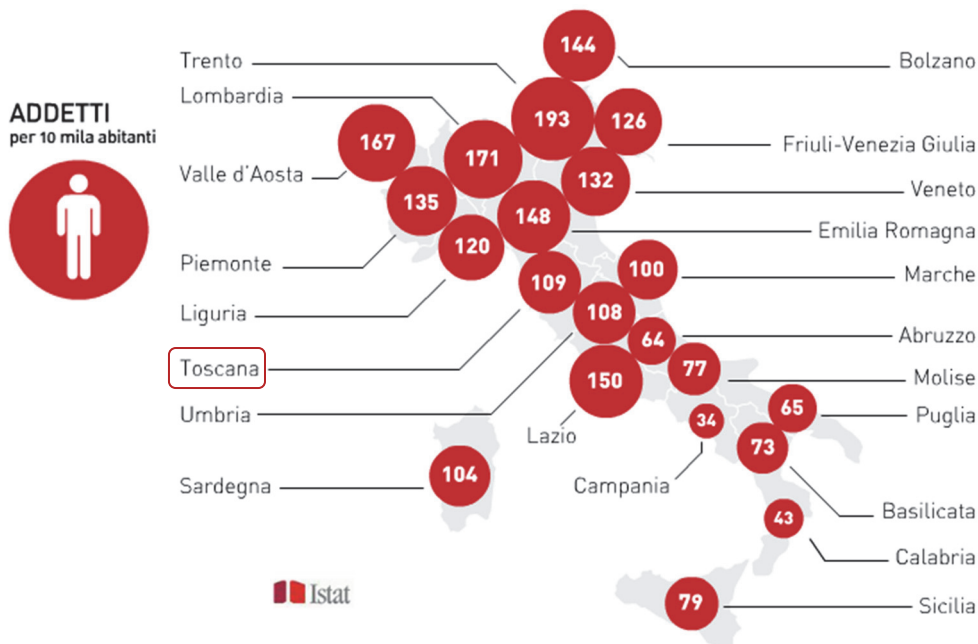 144
Trento
Bolzano
Lombardia
ADDETTI
per 10 mila abitanti
193
126
167
171
Friuli-Venezia Giulia
Valle d'Aosta
132
Veneto
135
148
120
Emilia Romagna
Piemonte
100
Marche
109
Liguria
108
64
Abruzzo
Toscana
150
77
Molise
Umbria
34
65
Puglia
Lazio
73
104
Sardegna
Campania
Basilicata
43
Calabria
Istat
79
Sicilia